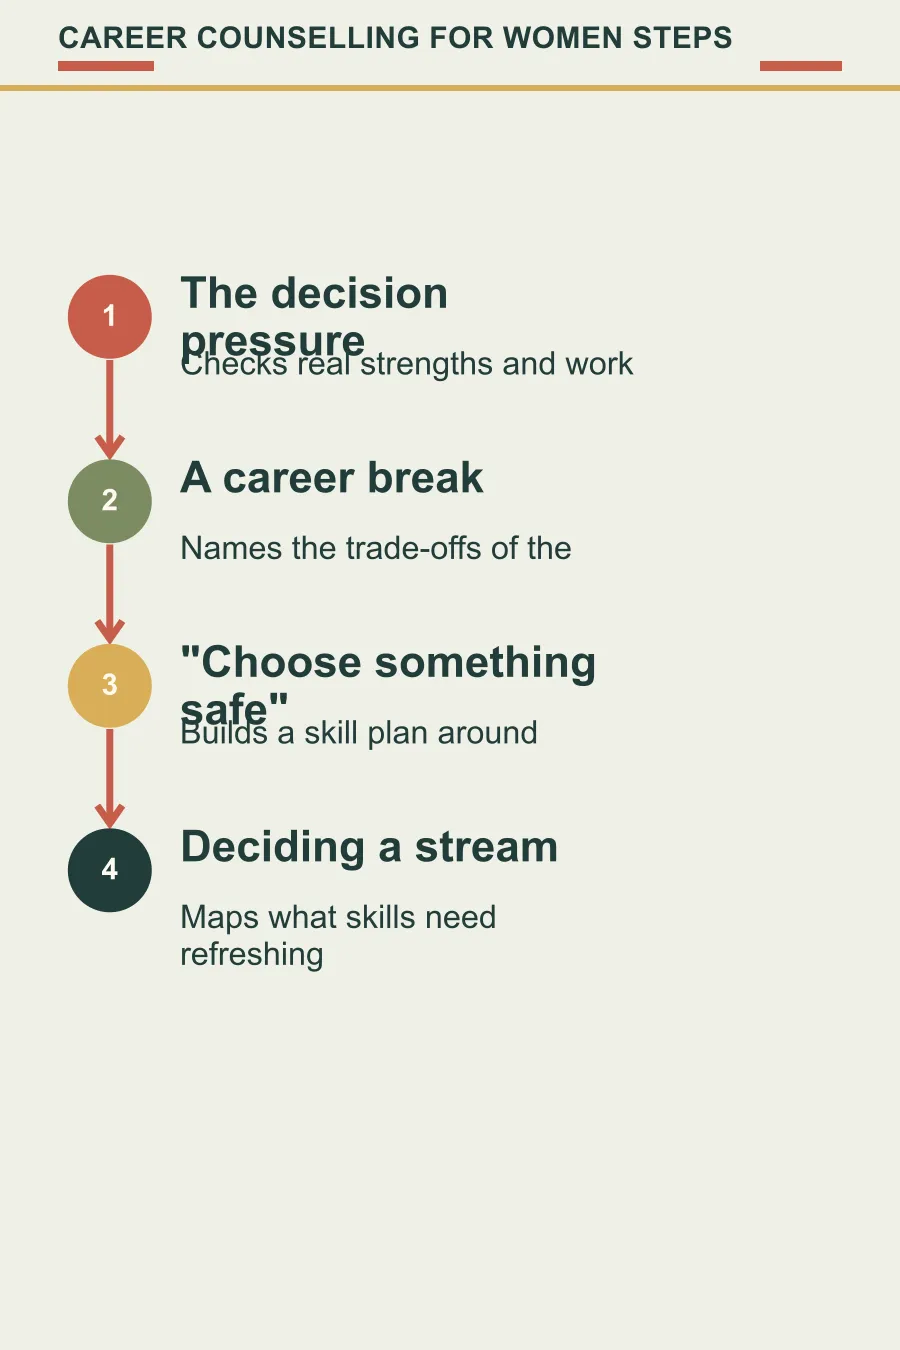 CAREER COUNSELLING FOR WOMEN STEPS
1
The decision
pressure
Checks real strengths and work
2
A career break
Names the trade-offs of the
3
"Choose something
safe"
Builds a skill plan around
4
Deciding a stream
Maps what skills need
refreshing